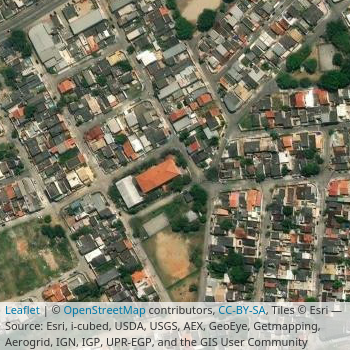 Leaflet | © OpenStreetMap contributors, CC-BY-SA, Tiles © Esri —
Source: Esri, i-cubed, USDA, USGS, AEX, GeoEye, Getmapping,
Aerogrid, IGN, IGP, UPR-EGP, and the GIS User Community